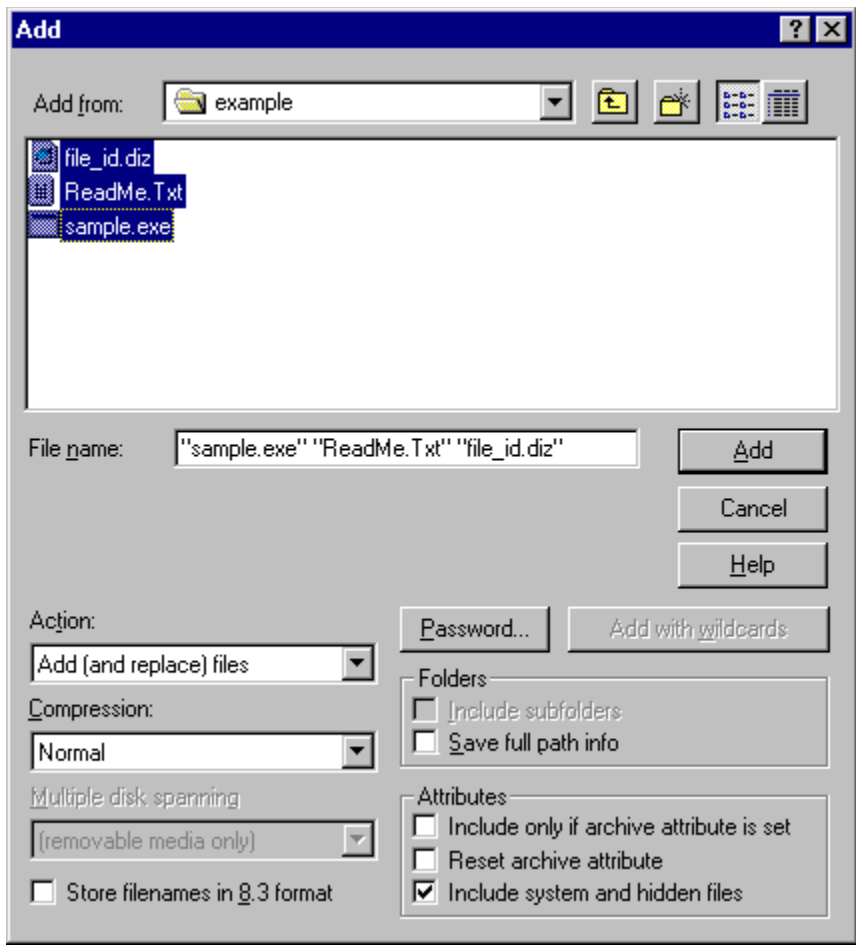 Add
Add from: example
file_id.diz
ReadMe.Txt
sample.exe
File name: "sample.exe" "ReadMe.Txt" "file_id.diz"
Add
Cancel
Help
Action:
Add (and replace) files
Compression:
Normal
Multiple disk spanning
(removable media only)
Store filenames in 8.3 format
Password...
Add with wildcards
Folders
Include subfolders
Save full path info
Attributes
Include only if archive attribute is set
Reset archive attribute
Include system and hidden files